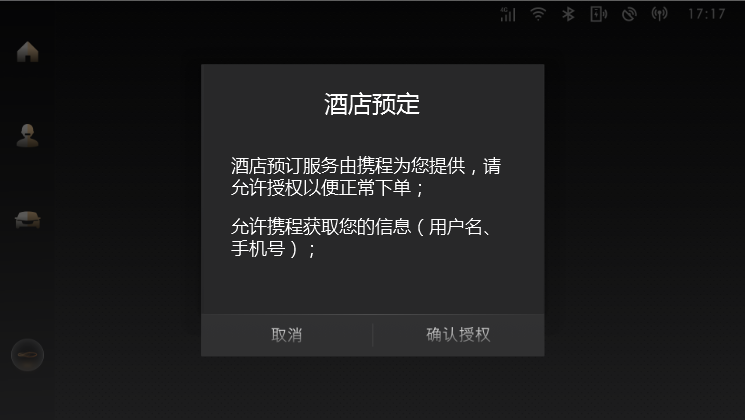 4G
17:17
酒店预定
酒店预订服务由携程为您提供，请
允许授权以便正常下单；
允许携程获取您的信息（用户名、
手机号）；
取消
确认授权